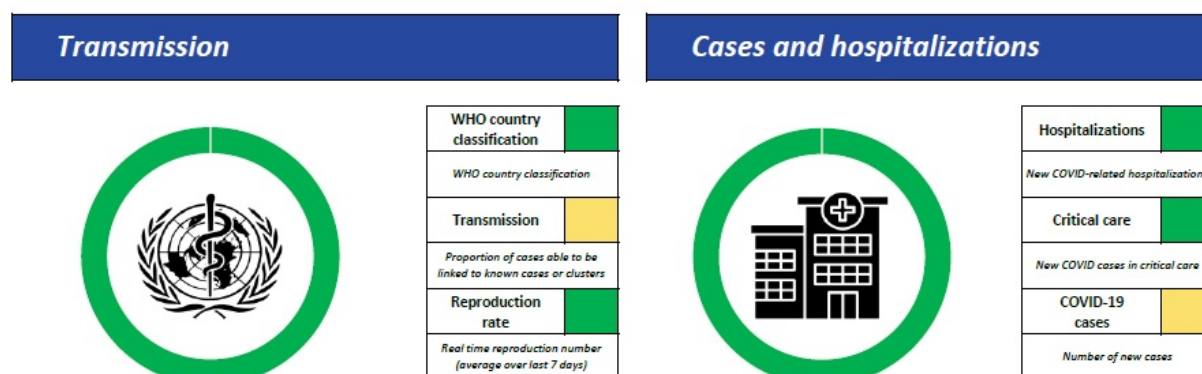 Transmission
WHO country
classification
WHO country classification
Transmission
Proportion of cases able to be
linked to known cases or clusters
Reproduction
rate
Real time reproduction number
(average over last 7 days)
Cases and hospitalizations
Hospitalizations
New COVID-related hospitalization
Critical care
New COVID cases in critical care
COVID-19
cases
Number of new cases